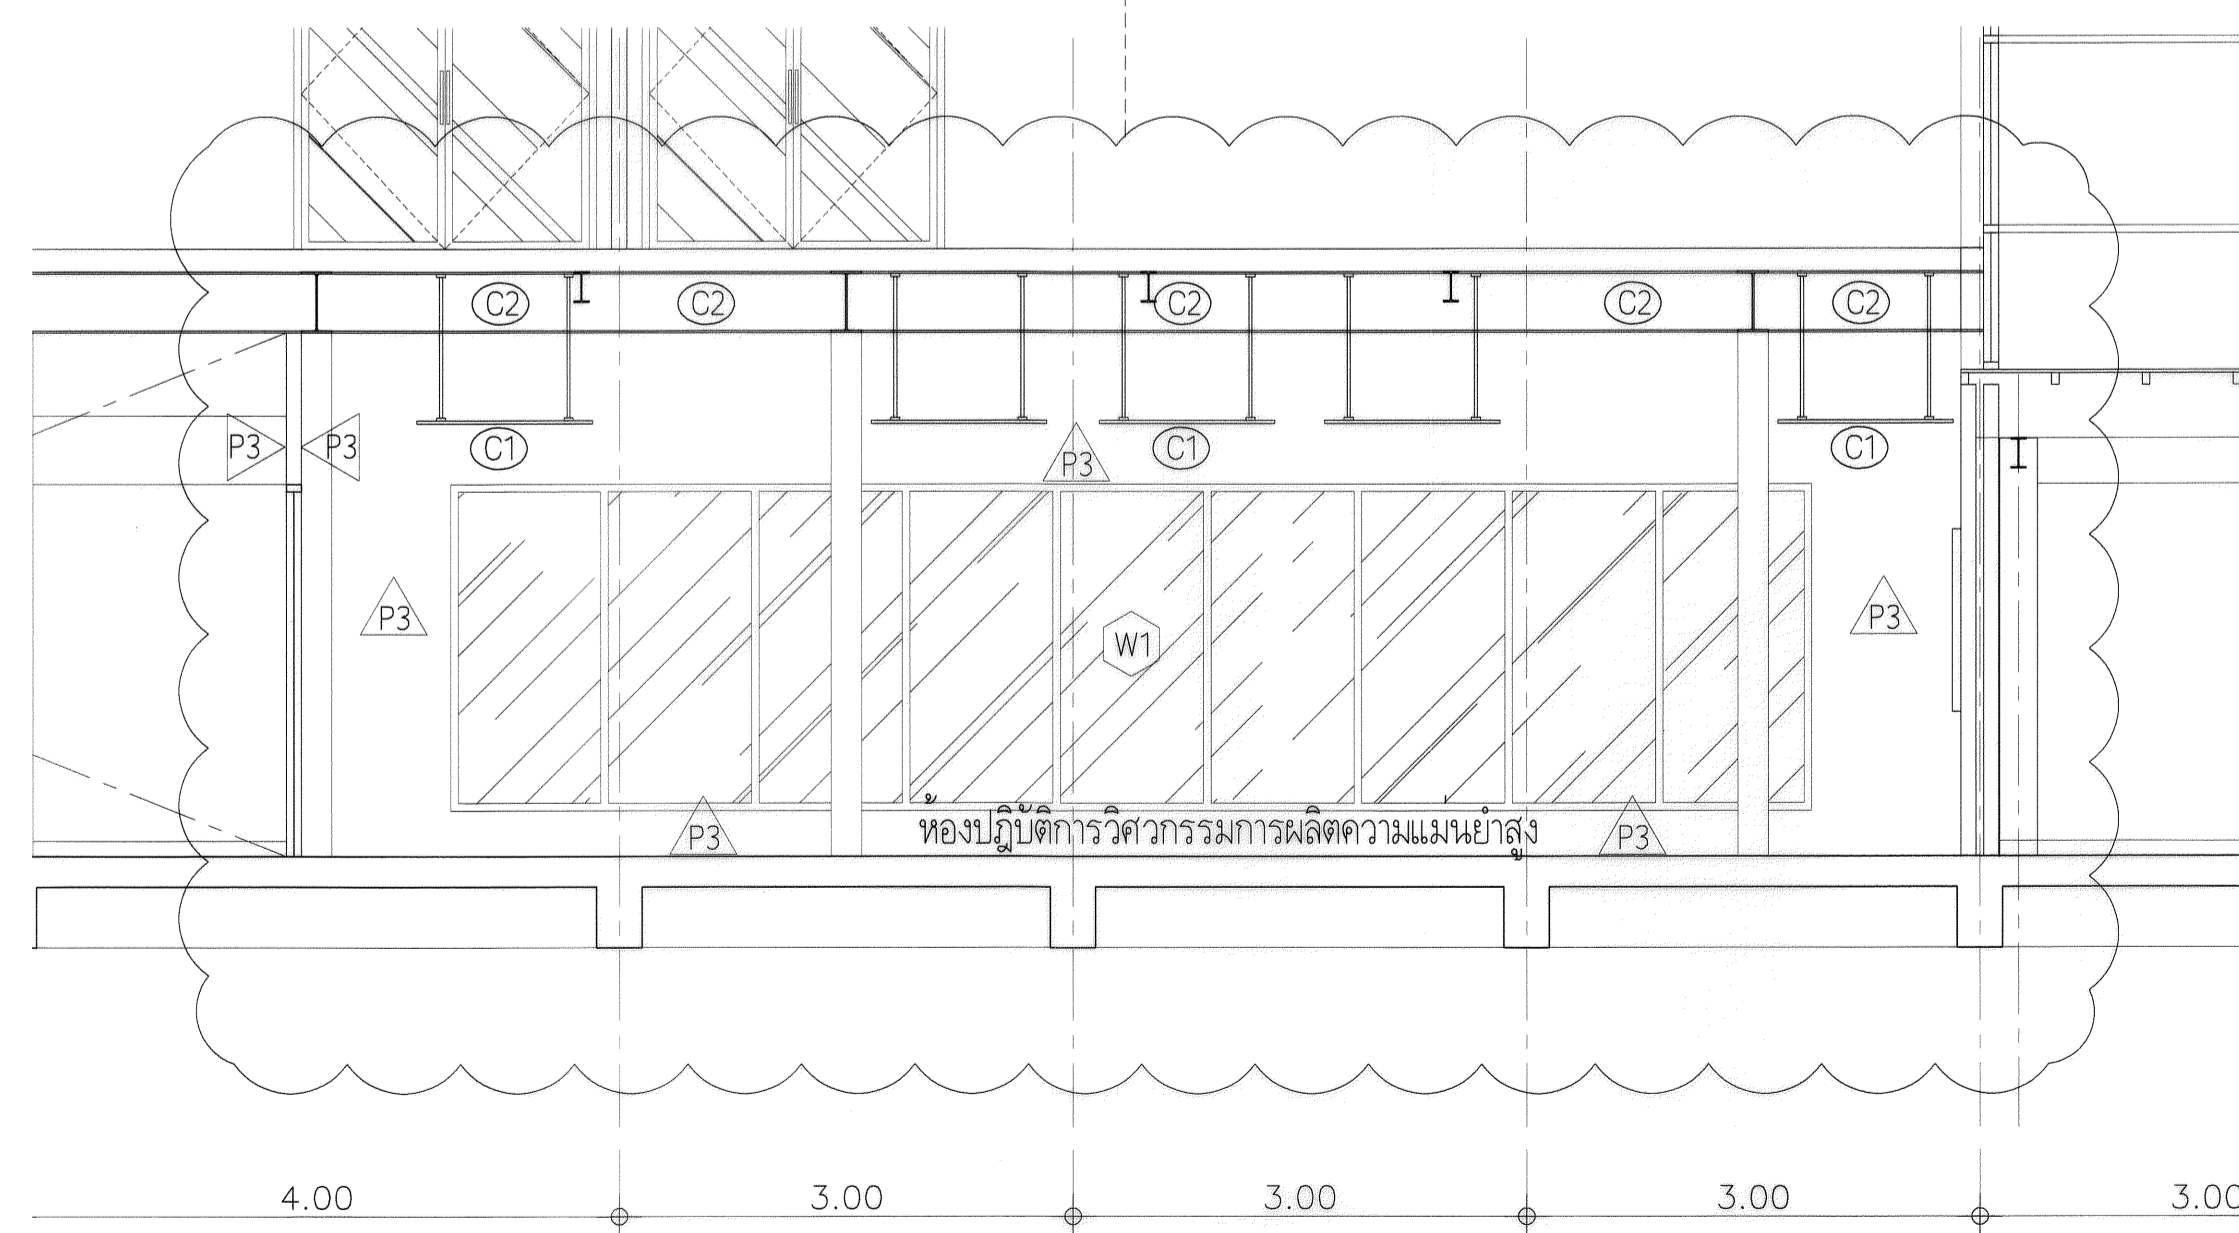 C2 C2 C2 C2 C2
P3 P3 C1 P3 C1 C1
P3 W1 P3
P3 ห้องปฎิบัติการวิศวกรรมการผลิตความแม่นยำสูง P3
4.00 3.00 3.00 3.00 3.00